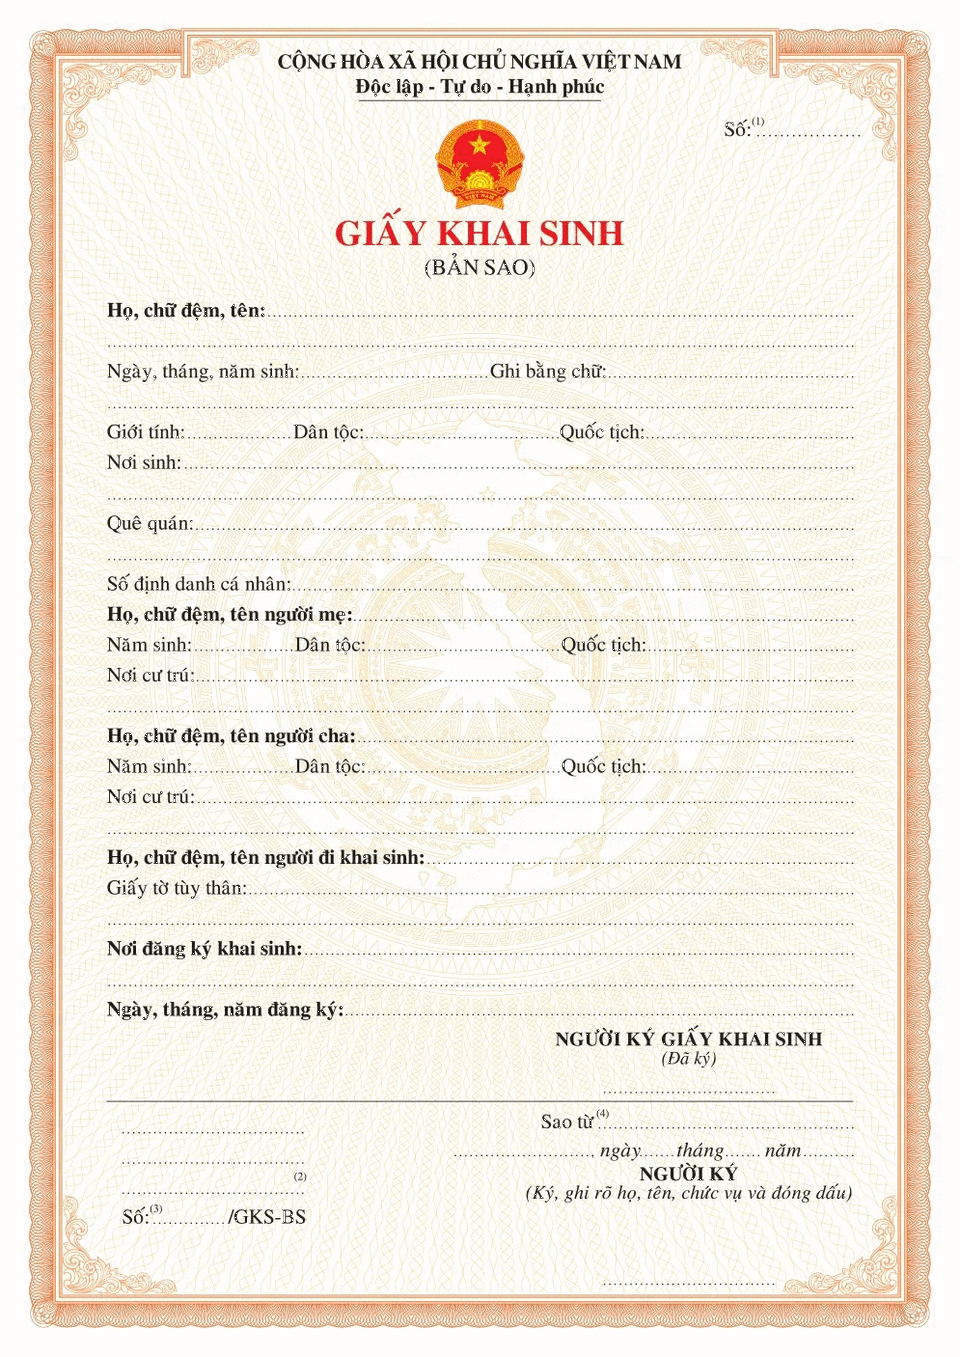 CỘNG HÒA XÃ HỘI CHỦ NGHĨA VIỆT NAM
Độc lập - Tự do - Hạnh phúc
Số:(1)..................
VIỆT NAM
GIẤY KHAI SINH
(BẢN SAO)
Họ, chữ đệm, tên:..........
Ngày, tháng, năm sinh:..........Ghi bằng chữ:..........
Giới tính:..........Dân tộc:..........Quốc tịch:..........
Nơi sinh:..........
Quê quán:..........
Số định danh cá nhân:..........
Họ, chữ đệm, tên người mẹ:..........
Năm sinh:..........Dân tộc:..........Quốc tịch:..........
Nơi cư trú:..........
Họ, chữ đệm, tên người cha:..........
Năm sinh:..........Dân tộc:..........Quốc tịch:..........
Nơi cư trú:..........
Họ, chữ đệm, tên người đi khai sinh:..........
Giấy tờ tùy thân:..........
Nơi đăng ký khai sinh:..........
Ngày, tháng, năm đăng ký:..........
NGƯỜI KÝ GIẤY KHAI SINH
(Đã ký)
Sao từ(4)..........
.........., ngày......tháng......năm..........
(2)
NGƯỜI KÝ
(Ký, ghi rõ họ, tên, chức vụ và đóng dấu)
Số:(3)............/GKS-BS